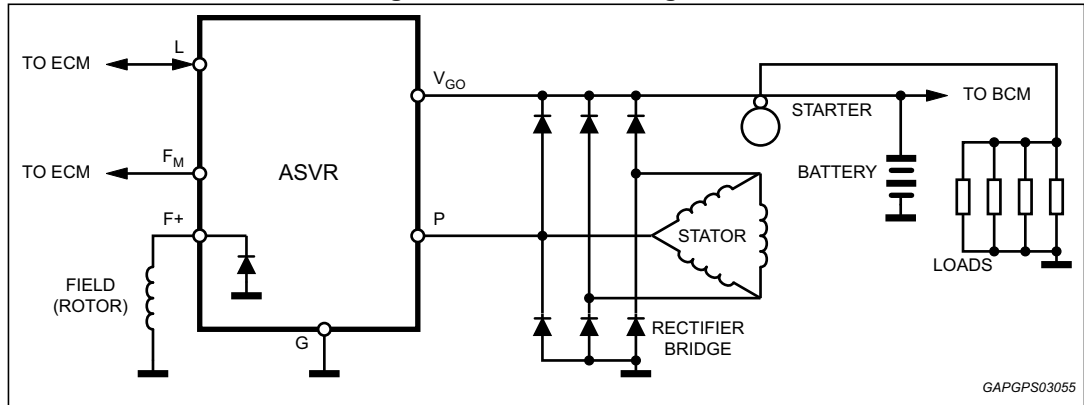 L
TO ECM
V_GO
TO BCM
STARTER
TO ECM
F_M
ASVR
BATTERY
F+
P
STATOR
LOADS
FIELD
(ROTOR)
RECTIFIER
BRIDGE
G
GAPGPS03055